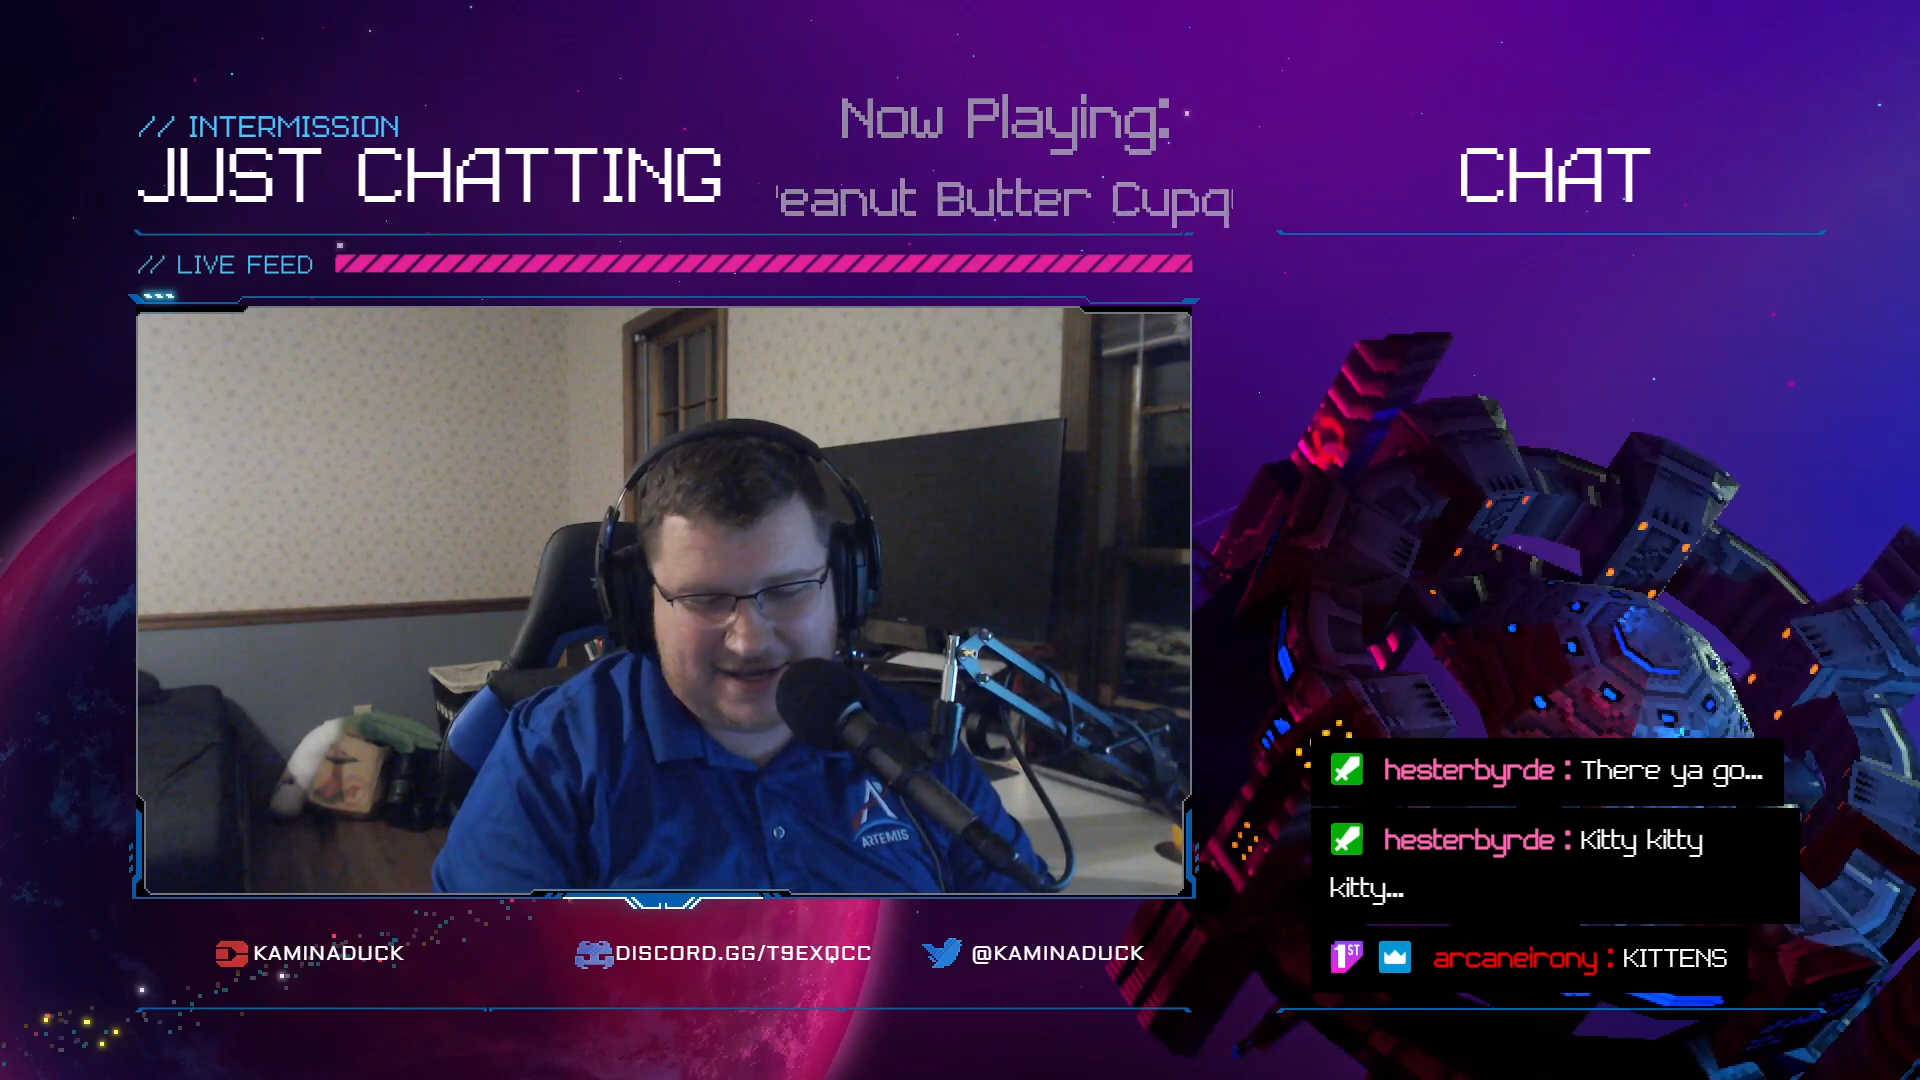 // INTERMISSION
JUST CHATTING
Now Playing:
eanut Butter Cupq
CHAT
// LIVE FEED
ARTEMIS
hesterbyrde : There ya go...
hesterbyrde : Kitty kitty
kitty...
1ST arcaneirony : KITTENS
KAMINADUCK
DISCORD.GG/T9EXQCC
@KAMINADUCK